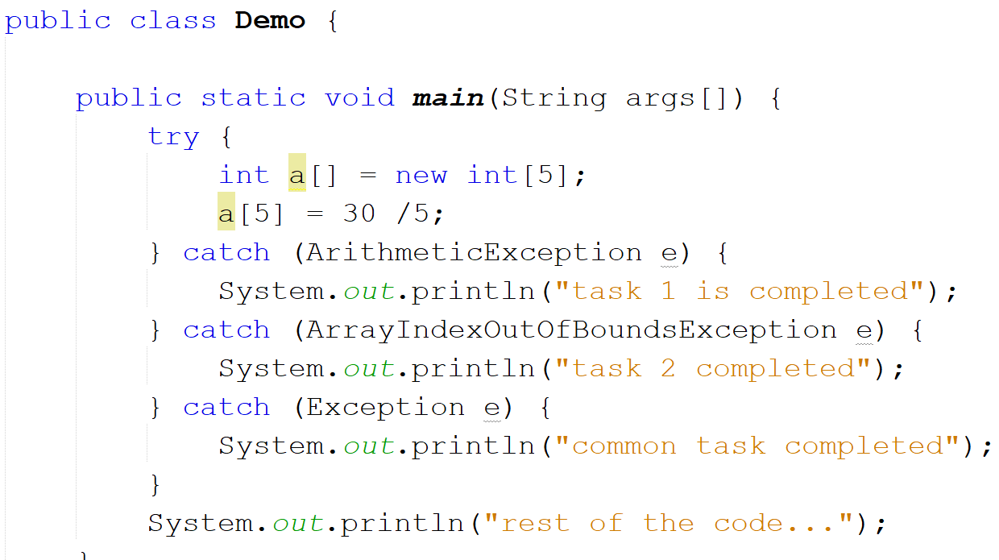 public class Demo {
public static void main(String args[]) {
try {
int a[] = new int[5];
a[5] = 30 /5;
} catch (ArithmeticException e) {
System.out.println("task 1 is completed");
} catch (ArrayIndexOutOfBoundsException e) {
System.out.println("task 2 completed");
} catch (Exception e) {
System.out.println("common task completed");
}
System.out.println("rest of the code...");
}